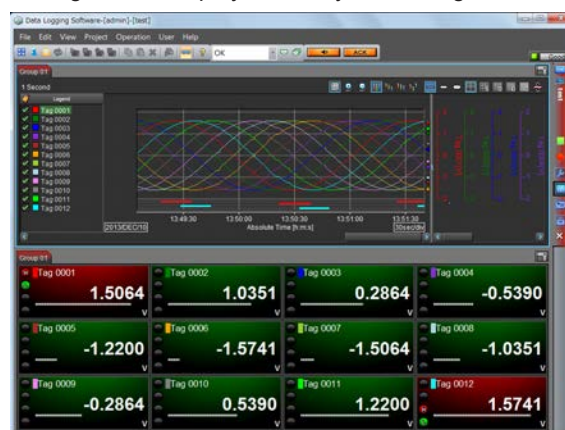 Data Logging Software-[admin]-[test]
File Edit View Project Operation User Help
OK ACK Good
Group 01
1 Second
Legend
Tag 0001
Tag 0002
Tag 0003
Tag 0004
Tag 0005
Tag 0006
Tag 0007
Tag 0008
Tag 0009
Tag 0010
Tag 0011
Tag 0012
13:49:30 13:50:00 13:50:30 13:51:00 13:51:30
2013/DEC/10 Absolute Time [h:m:s] 30sec/div
test
Group 01
Tag 0001 Tag 0002 Tag 0003 Tag 0004
1.5064 1.0351 0.2864 -0.5390
V V V V
Tag 0005 Tag 0006 Tag 0007 Tag 0008
-1.2200 -1.5741 -1.5064 -1.0351
V V V V
Tag 0009 Tag 0010 Tag 0011 Tag 0012
-0.2864 0.5390 1.2200 1.5741
V V V V